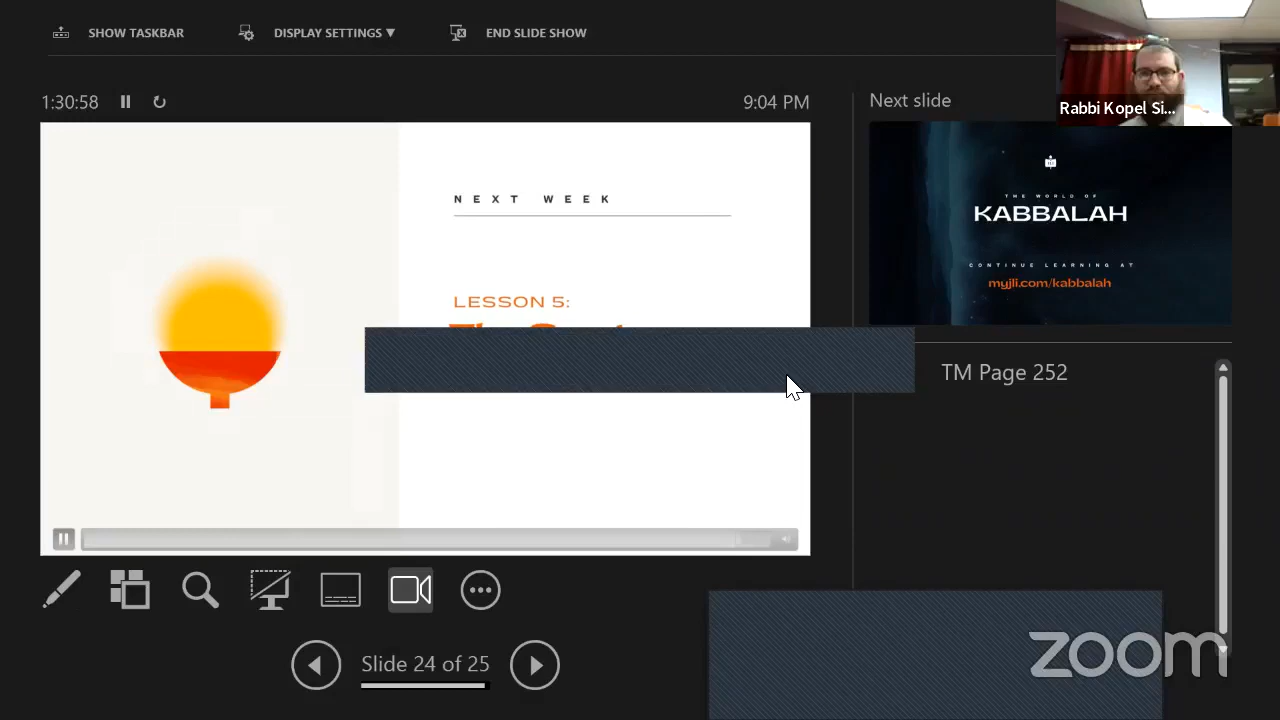 SHOW TASKBAR
DISPLAY SETTINGS ▼
END SLIDE SHOW
Rabbi Kopel Si...
1:30:58
9:04 PM
Next slide
NEXT WEEK
LESSON 5:
THE WORLD OF
KABBALAH
CONTINUE LEARNING AT
myjli.com/kabbalah
TM Page 252
Slide 24 of 25
zoom